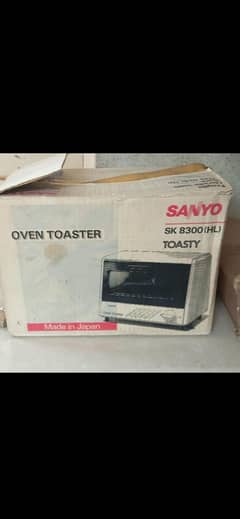 SANYO
OVEN TOASTER
SK 8300 (HL)
TOASTY
Made in Japan